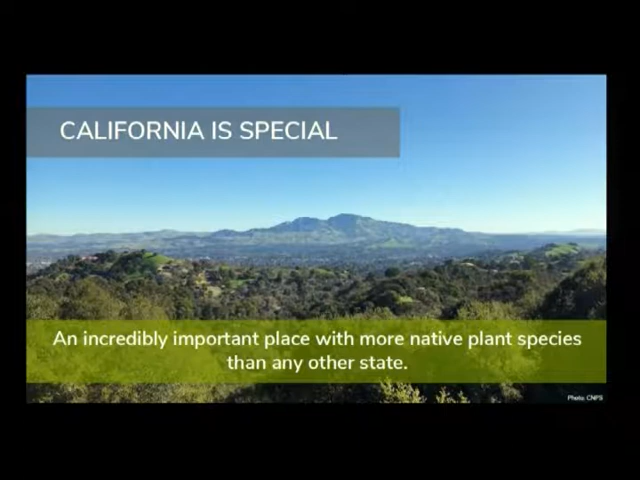 CALIFORNIA IS SPECIAL
An incredibly important place with more native plant species
than any other state.
Photo: CNPS